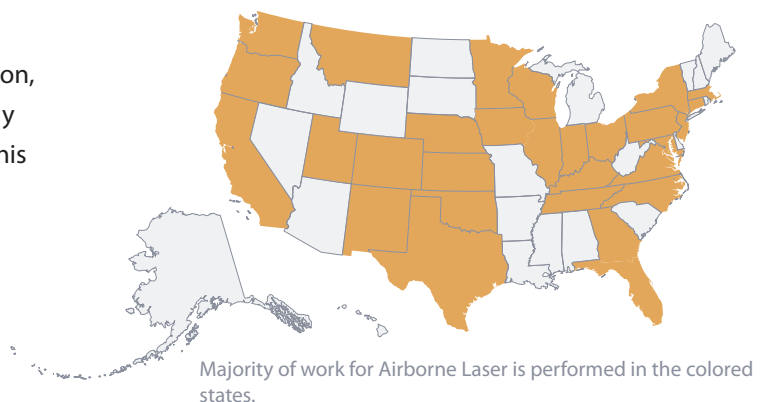 on,
y
his
Majority of work for Airborne Laser is performed in the colored
states.